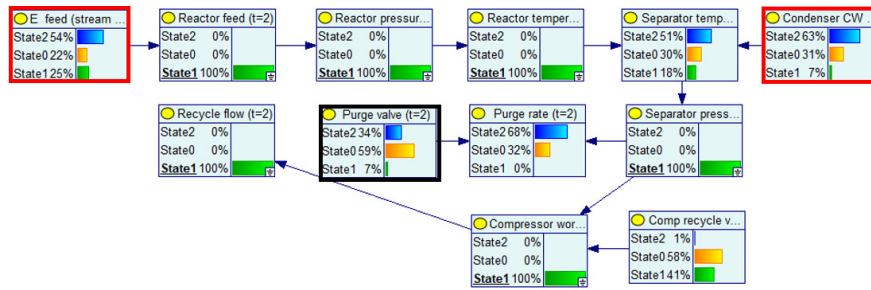 E feed (stream ...
State2 54%
State0 22%
State1 25%
Reactor feed (t=2)
State2 0%
State0 0%
State1 100%
Reactor pressur...
State2 0%
State0 0%
State1 100%
Reactor temper...
State2 0%
State0 0%
State1 100%
Separator temp...
State2 51%
State0 30%
State1 18%
Condenser CW ...
State2 63%
State0 31%
State1 7%
Recycle flow (t=2)
State2 0%
State0 0%
State1 100%
Purge valve (t=2)
State2 34%
State0 59%
State1 7%
Purge rate (t=2)
State2 68%
State0 32%
State1 0%
Separator press...
State2 0%
State0 0%
State1 100%
Compressor wor...
State2 0%
State0 0%
State1 100%
Comp recycle v...
State2 1%
State0 58%
State1 41%